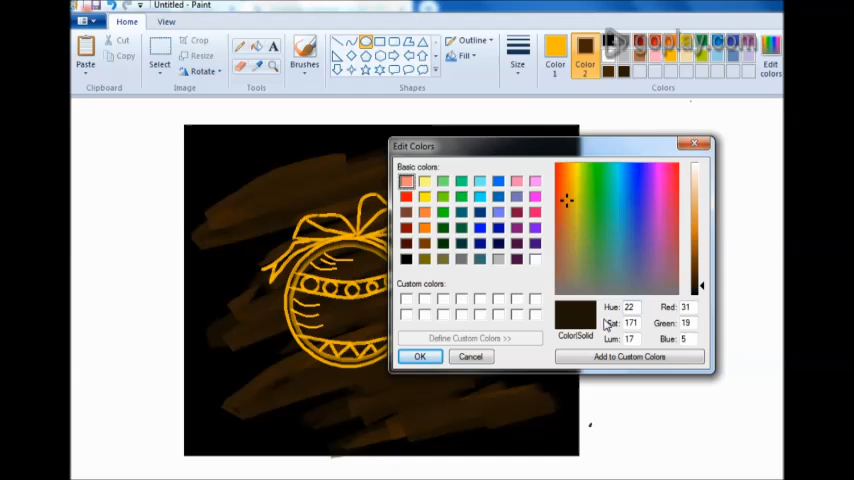 Untitled - Paint
Home View
Paste
Cut
Copy
Clipboard
Select
Crop
Resize
Rotate
Image
A
Tools
Brushes
Outline
Fill
Shapes
Size
Color 1
Color 2
Colors
Edit colors
goplay.com
Edit Colors
Basic colors:
Custom colors:
Define Custom Colors >>
OK Cancel
Color|Solid
Hue: 22 Red: 31
Sat: 171 Green: 19
Lum: 17 Blue: 5
Add to Custom Colors